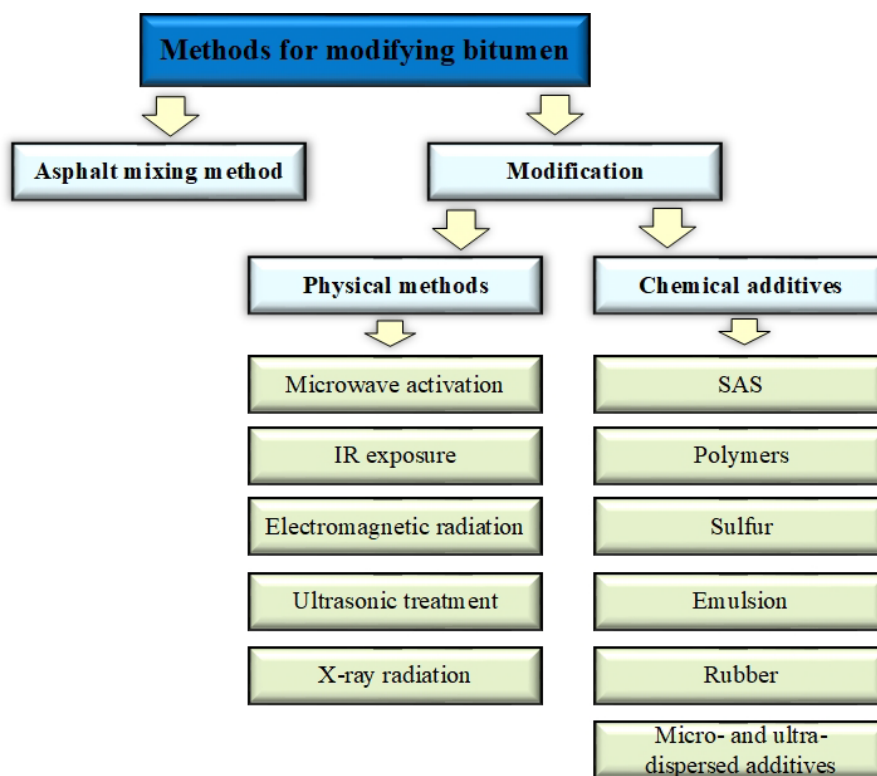 Methods for modifying bitumen
Asphalt mixing method
Modification
Physical methods
Chemical additives
Microwave activation
IR exposure
Electromagnetic radiation
Ultrasonic treatment
X-ray radiation
SAS
Polymers
Sulfur
Emulsion
Rubber
Micro- and ultra-
dispersed additives